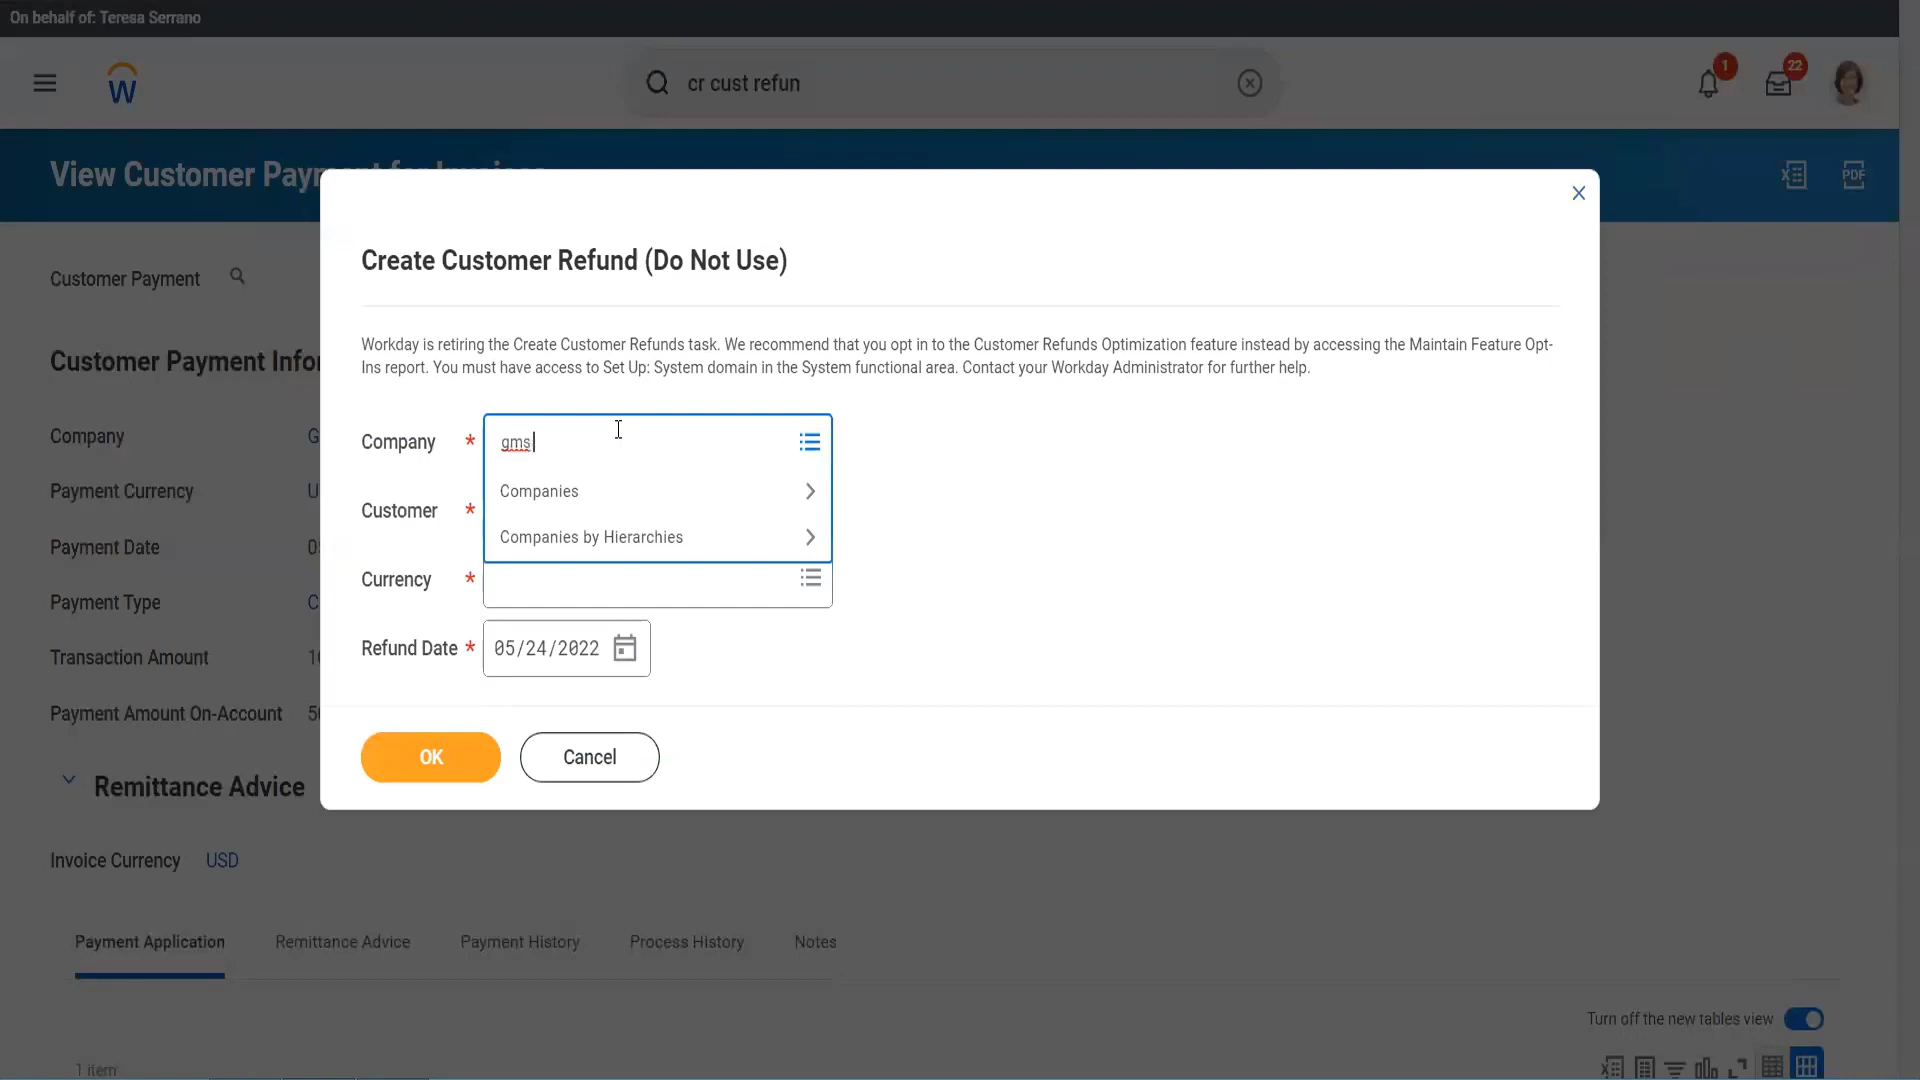 On behalf of: Teresa Serrano
cr cust refun
1
22
View Customer Payment for Invoices
PDF
Create Customer Refund (Do Not Use)
Customer Payment
Workday is retiring the Create Customer Refunds task. We recommend that you opt in to the Customer Refunds Optimization feature instead by accessing the Maintain Feature Opt-
Ins report. You must have access to Set Up: System domain in the System functional area. Contact your Workday Administrator for further help.
Customer Payment Infor
Company
G
Company *
gms
Payment Currency
U
Companies
Customer *
Companies by Hierarchies
Payment Date
Currency *
Payment Type
C
Refund Date *
05/24/2022
Transaction Amount
Payment Amount On-Account
OK
Cancel
Remittance Advice
Invoice Currency
USD
Payment Application
Remittance Advice
Payment History
Process History
Notes
Turn off the new tables view
1 item